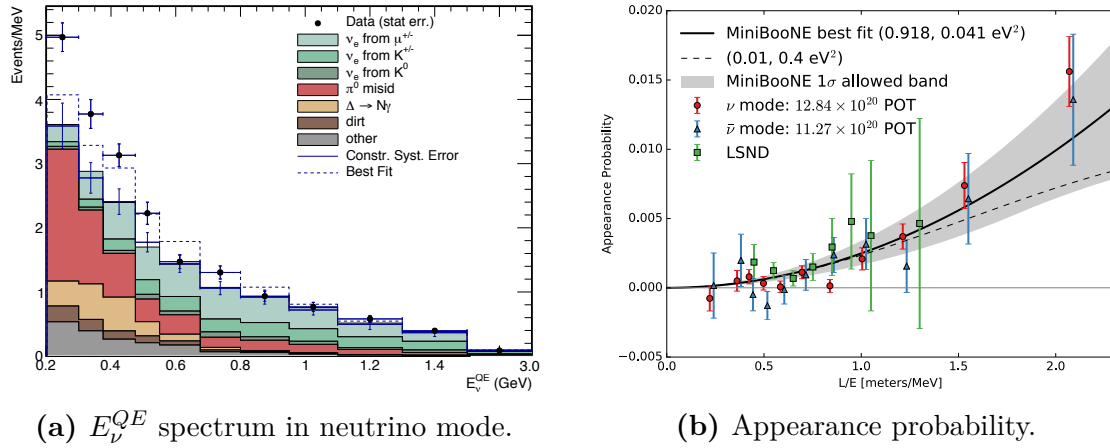 Events/MeV
5
4
3
2
1
0
Data (stat err.)
νₑ from μ⁺/⁻
νₑ from K⁺/⁻
νₑ from K⁰
π⁰ misid
Δ → Nγ
dirt
other
Constr. Syst. Error
Best Fit
0.2 0.4 0.6 0.8 1.0 1.2 1.4 3.0
E_ν^QE (GeV)
(a) E_ν^QE spectrum in neutrino mode.
Appearance Probability
0.015
0.010
0.005
0.000
−0.005
MiniBooNE best fit (0.918, 0.041 eV²)
(0.01, 0.4 eV²)
MiniBooNE 1σ allowed band
ν mode: 12.84 × 10²⁰ POT
ν̄ mode: 11.27 × 10²⁰ POT
LSND
0.0 0.5 1.0 1.5 2.0
L/E [meters/MeV]
(b) Appearance probability.